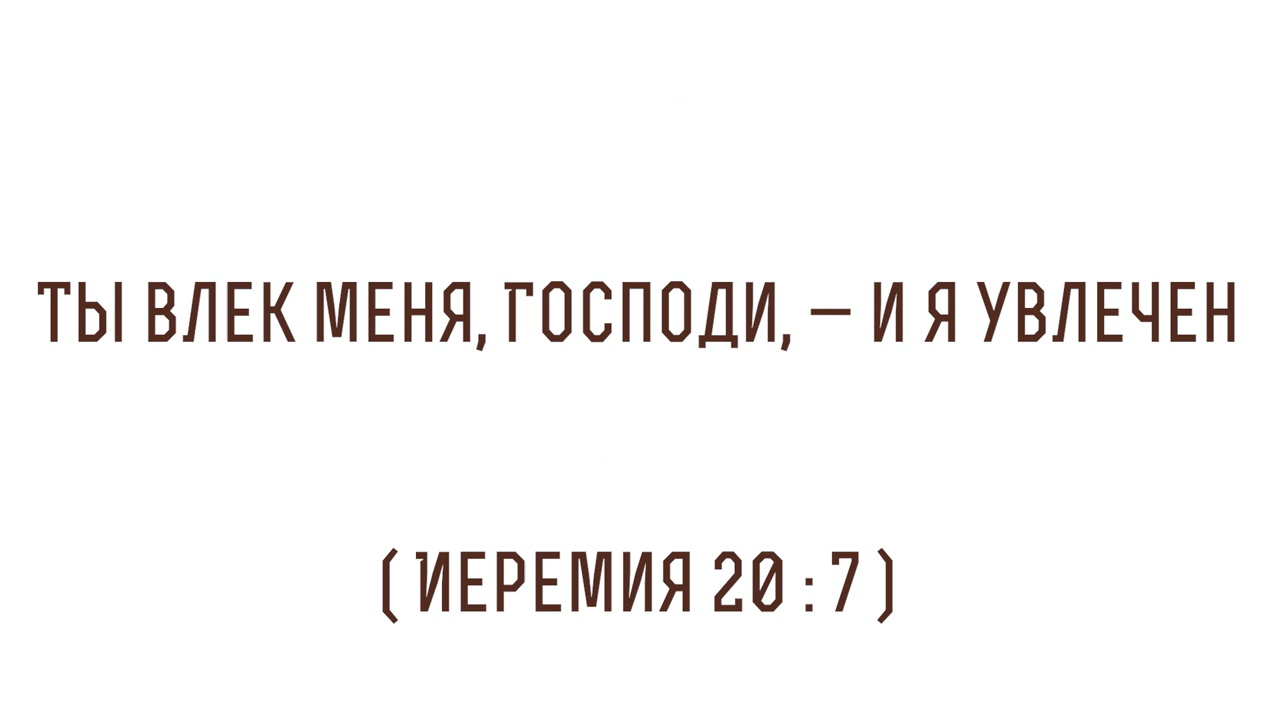 ТЫ ВЛЕК МЕНЯ, ГОСПОДИ, – И Я УВЛЕЧЕН
( ИЕРЕМИЯ 20 : 7 )